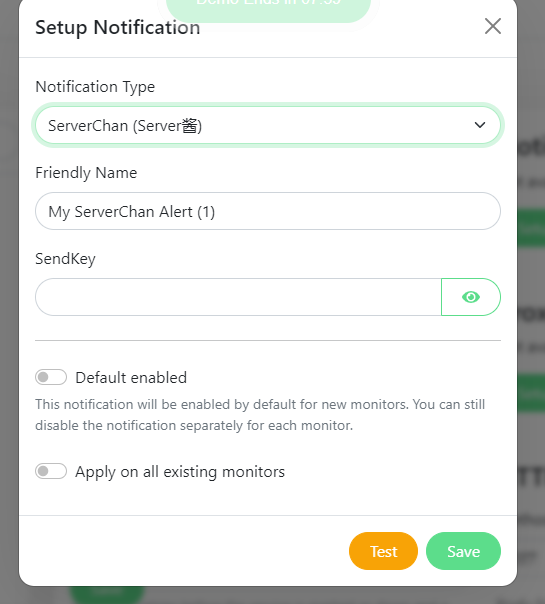 Demo Ends in 07:33
Setup Notification
Notification Type
ServerChan (Server酱)
Friendly Name
My ServerChan Alert (1)
SendKey
Default enabled
This notification will be enabled by default for new monitors. You can still
disable the notification separately for each monitor.
Apply on all existing monitors
Test
Save